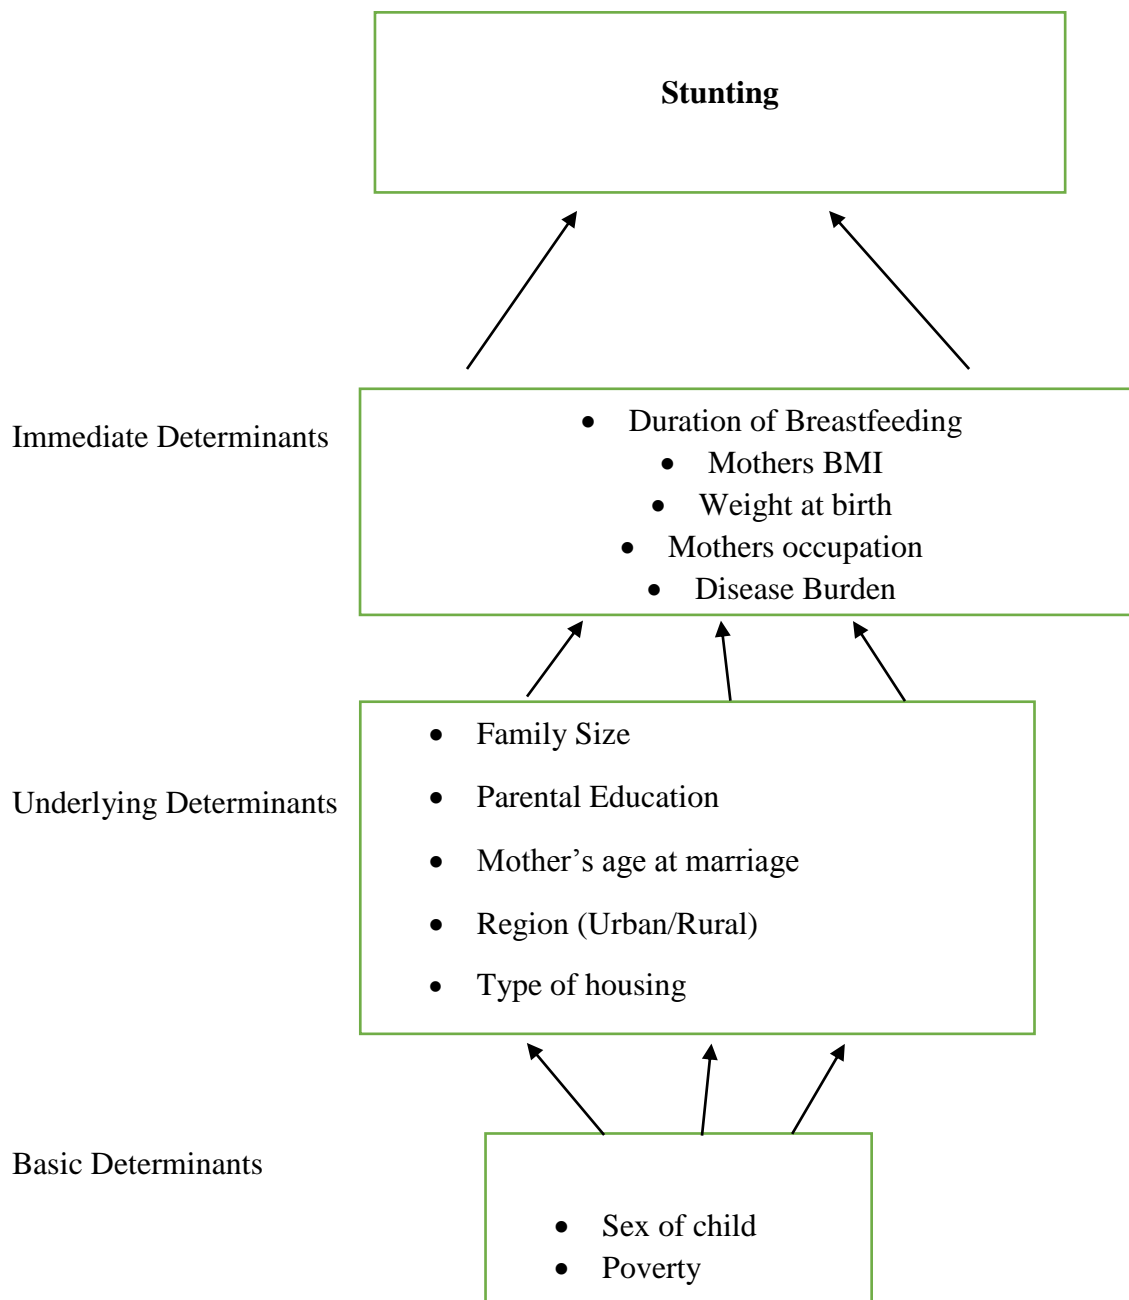 Stunting
Immediate Determinants
• Duration of Breastfeeding
• Mothers BMI
• Weight at birth
• Mothers occupation
• Disease Burden
Underlying Determinants
• Family Size
• Parental Education
• Mother’s age at marriage
• Region (Urban/Rural)
• Type of housing
Basic Determinants
• Sex of child
• Poverty